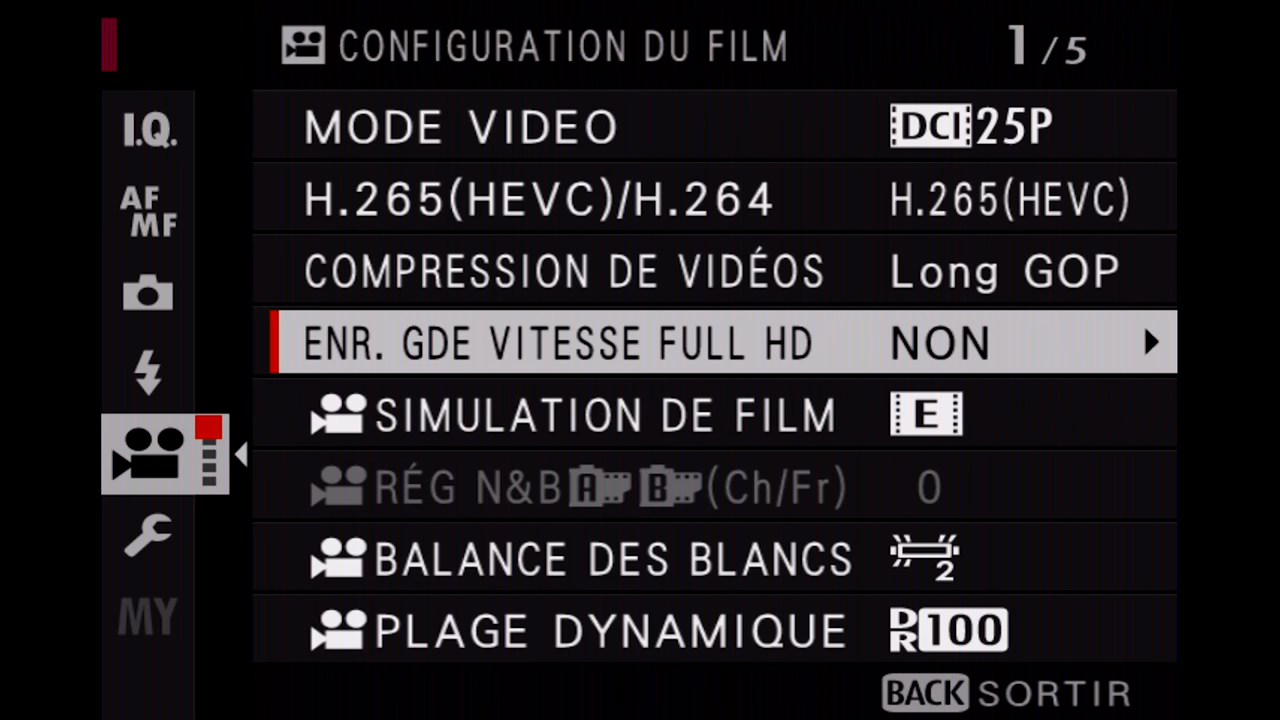 CONFIGURATION DU FILM 1/5
I.Q.
AF
MF
MY
MODE VIDEO DCI 25P
H.265(HEVC)/H.264 H.265(HEVC)
COMPRESSION DE VIDÉOS Long GOP
ENR. GDE VITESSE FULL HD NON
SIMULATION DE FILM E
RÉG N&B A B (Ch/Fr) 0
BALANCE DES BLANCS 2
PLAGE DYNAMIQUE DR100
BACK SORTIR